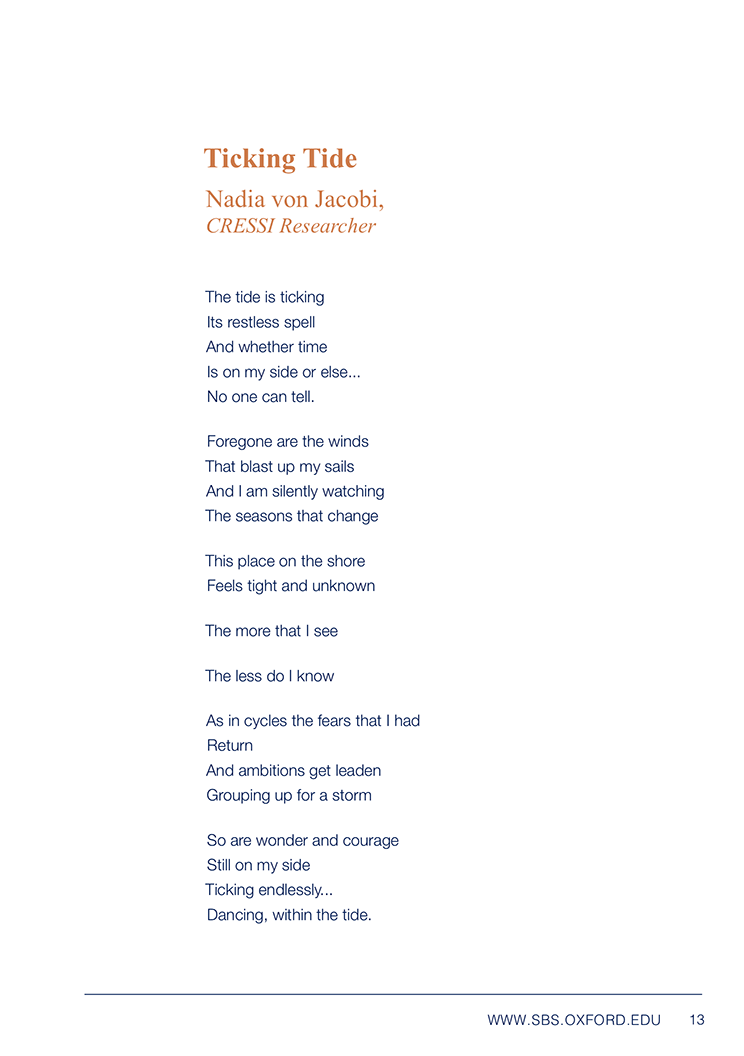 Ticking Tide
Nadia von Jacobi,
CRESSI Researcher
The tide is ticking
Its restless spell
And whether time
Is on my side or else...
No one can tell.
Foregone are the winds
That blast up my sails
And I am silently watching
The seasons that change
This place on the shore
Feels tight and unknown
The more that I see
The less do I know
As in cycles the fears that I had
Return
And ambitions get leaden
Grouping up for a storm
So are wonder and courage
Still on my side
Ticking endlessly...
Dancing, within the tide.
WWW.SBS.OXFORD.EDU 13